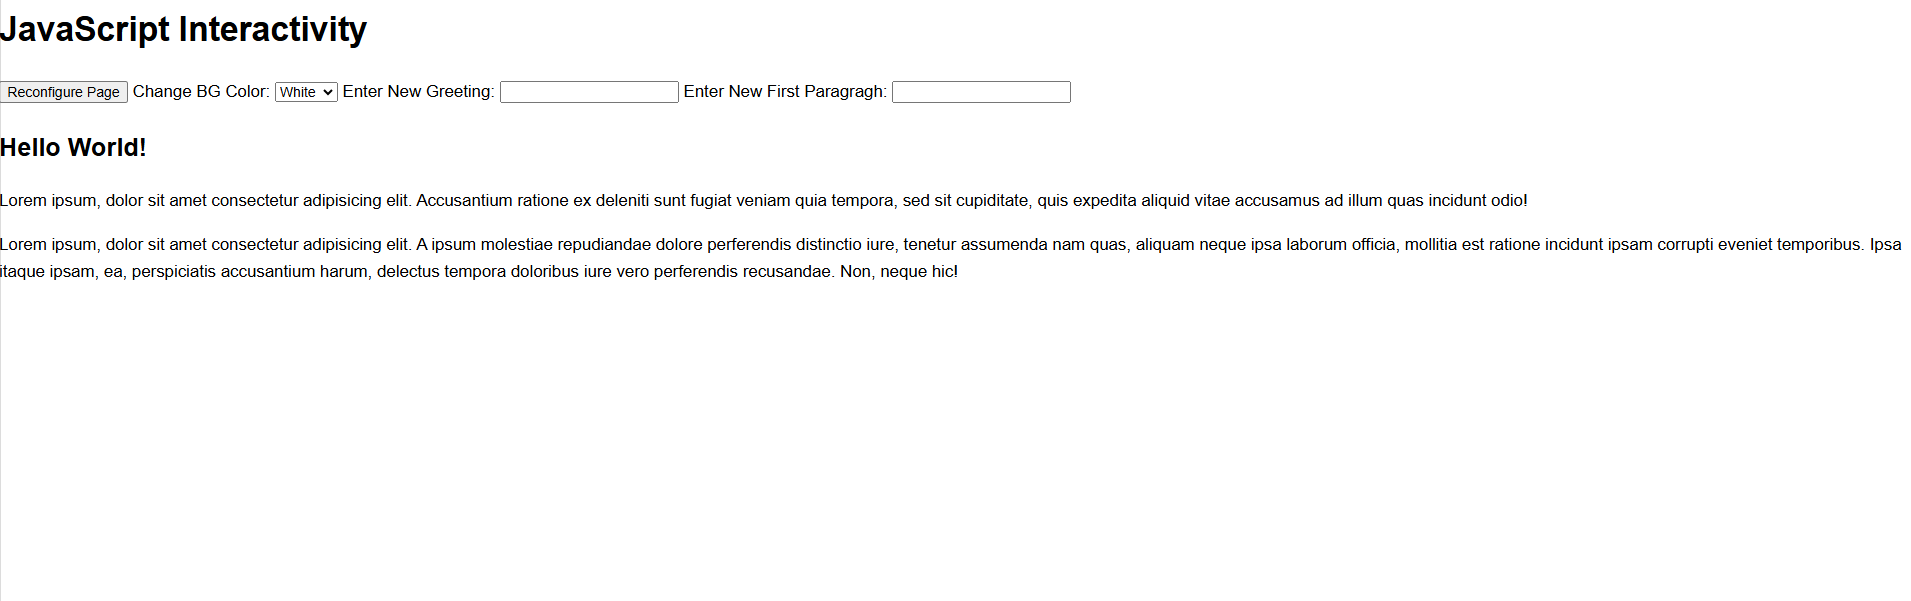 JavaScript Interactivity
Reconfigure Page Change BG Color: White Enter New Greeting: Enter New First Paragragh:
Hello World!
Lorem ipsum, dolor sit amet consectetur adipisicing elit. Accusantium ratione ex deleniti sunt fugiat veniam quia tempora, sed sit cupiditate, quis expedita aliquid vitae accusamus ad illum quas incidunt odio!
Lorem ipsum, dolor sit amet consectetur adipisicing elit. A ipsum molestiae repudiandae dolore perferendis distinctio iure, tenetur assumenda nam quas, aliquam neque ipsa laborum officia, mollitia est ratione incidunt ipsam corrupti eveniet temporibus. Ipsa
itaque ipsam, ea, perspiciatis accusantium harum, delectus tempora doloribus iure vero perferendis recusandae. Non, neque hic!